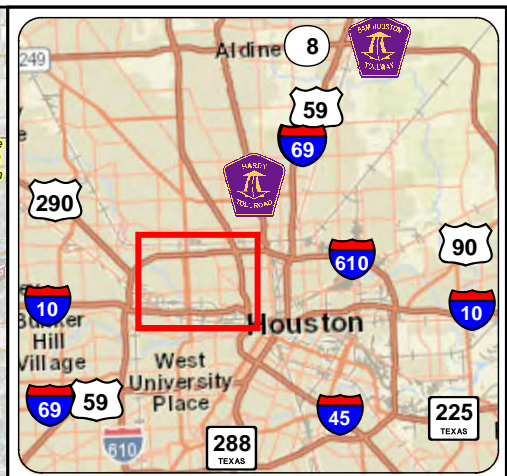 249
Aldine
8
SAM HOUSTON
TOLLWAY
59
69
HARDY
TOLL ROAD
290
90
610
10
10
Houston
Bunker
Hill
Village
West
University
Place
69
59
45
225
TEXAS
610
288
TEXAS